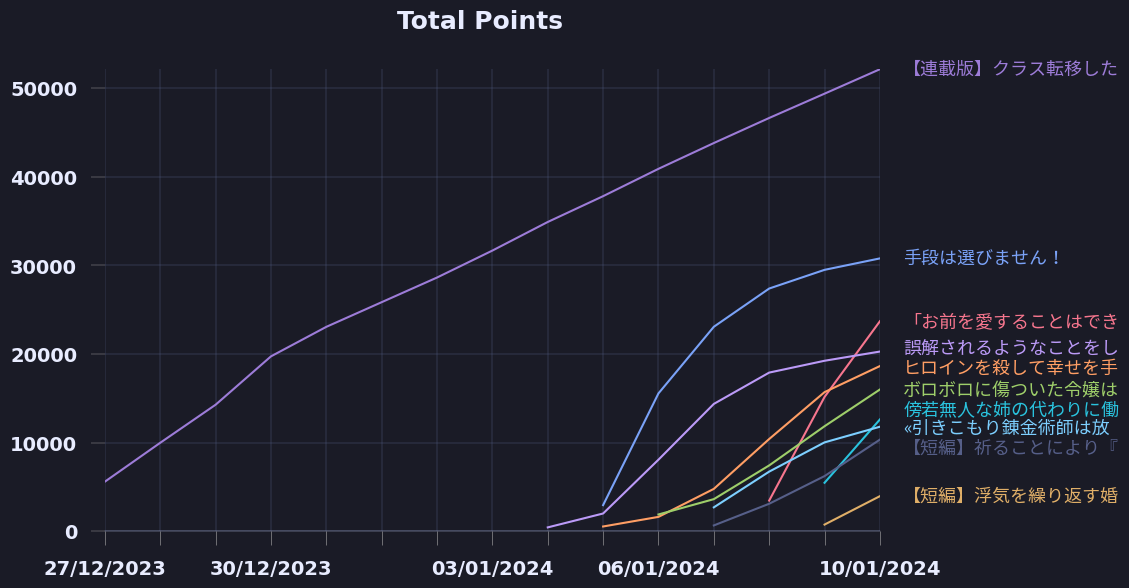 Total Points
50000
40000
30000
20000
10000
0
27/12/2023
30/12/2023
03/01/2024
06/01/2024
10/01/2024
【連載版】クラス転移した
手段は選びません！
「お前を愛することはでき
誤解されるようなことをし
ヒロインを殺して幸せを手
ボロボロに傷ついた令嬢は
傍若無人な姉の代わりに働
«引きこもり錬金術師は放
【短編】祈ることにより『
【短編】浮気を繰り返す婚